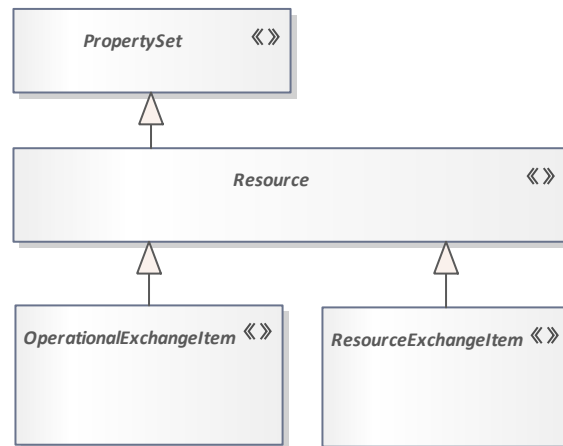 PropertySet «»
Resource «»
OperationalExchangeItem «»
ResourceExchangeItem «»